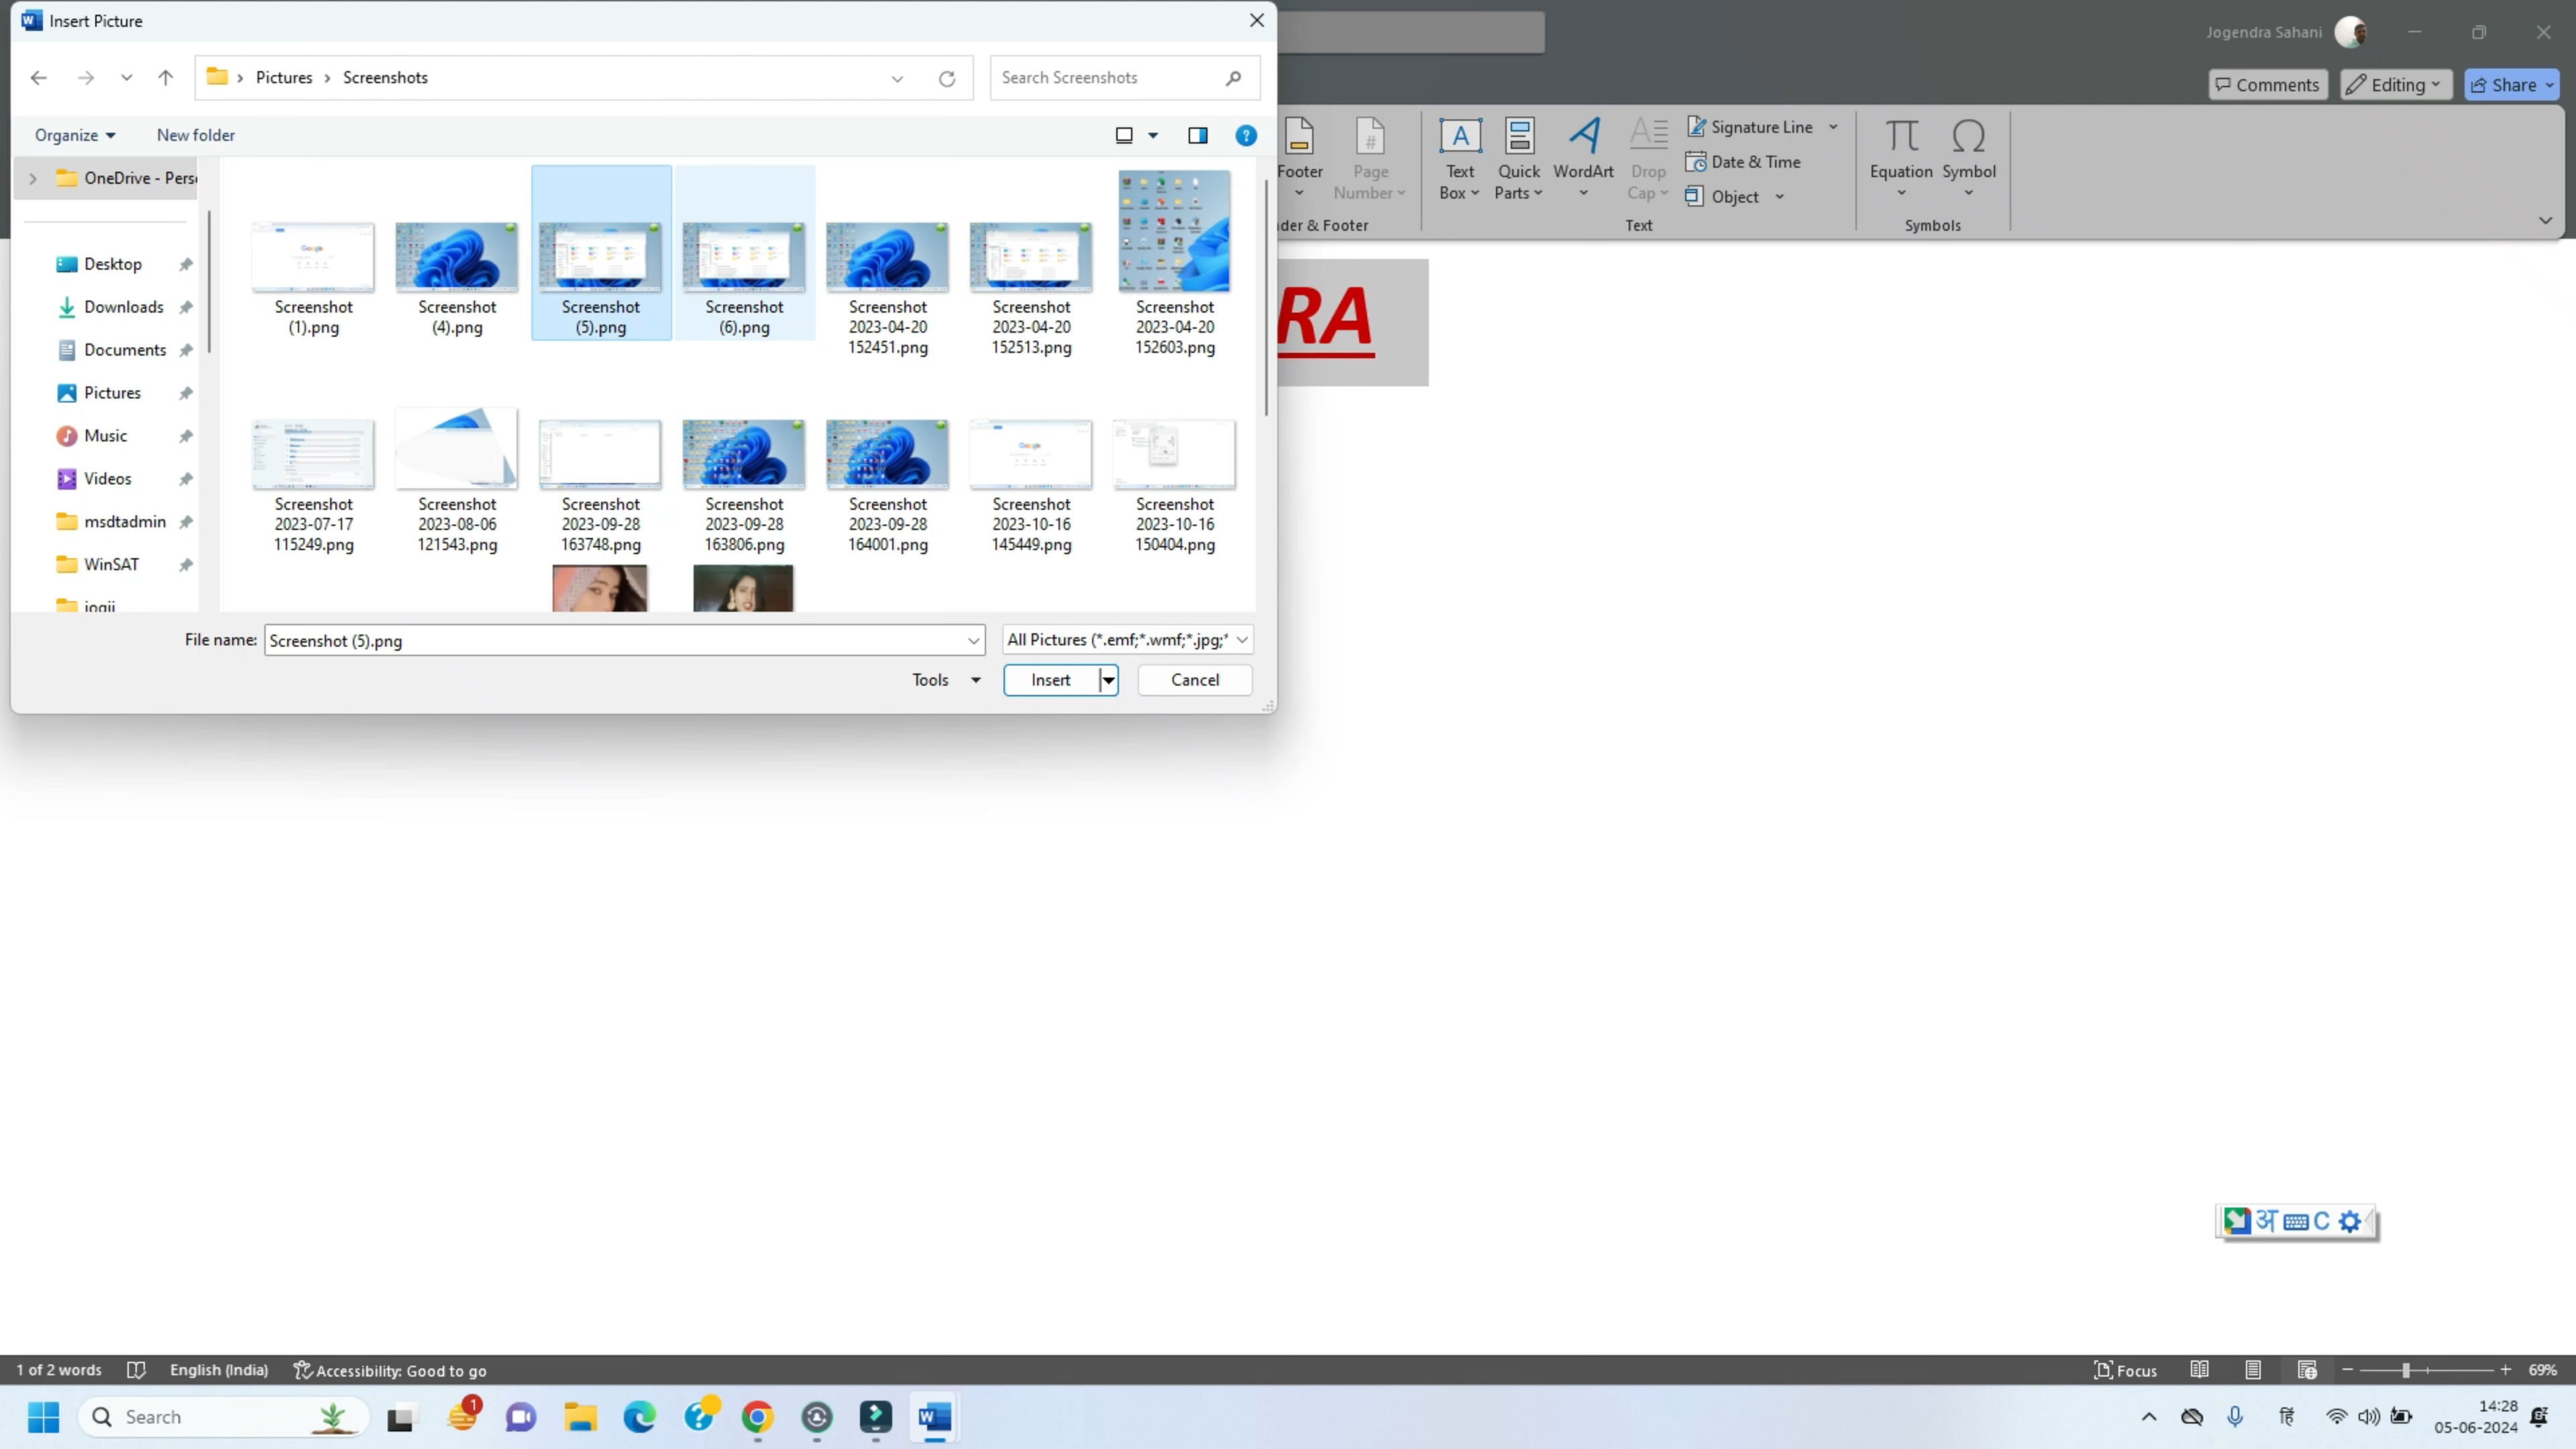 Insert Picture
Jogendra Sahani
Pictures > Screenshots
Search Screenshots
Comments
Editing
Share
Organize
New folder
Footer
Page Number
Text Box
Quick Parts
WordArt
Drop Cap
Signature Line
Date & Time
Object
Equation
Symbol
der & Footer
Text
Symbols
OneDrive - Pers
Desktop
Downloads
Documents
Pictures
Music
Videos
msdtadmin
WinSAT
Screenshot (1).png
Screenshot (4).png
Screenshot (5).png
Screenshot (6).png
Screenshot 2023-04-20 152451.png
Screenshot 2023-04-20 152513.png
Screenshot 2023-04-20 152603.png
RA
Screenshot 2023-07-17 115249.png
Screenshot 2023-08-06 121543.png
Screenshot 2023-09-28 163748.png
Screenshot 2023-09-28 163806.png
Screenshot 2023-09-28 164001.png
Screenshot 2023-10-16 145449.png
Screenshot 2023-10-16 150404.png
File name: Screenshot (5).png
All Pictures (*.emf;*.wmf;*.jpg;*
Tools
Insert
Cancel
अ C
1 of 2 words
English (India)
Accessibility: Good to go
Focus
69%
Search
1
हिं
14:28
05-06-2024